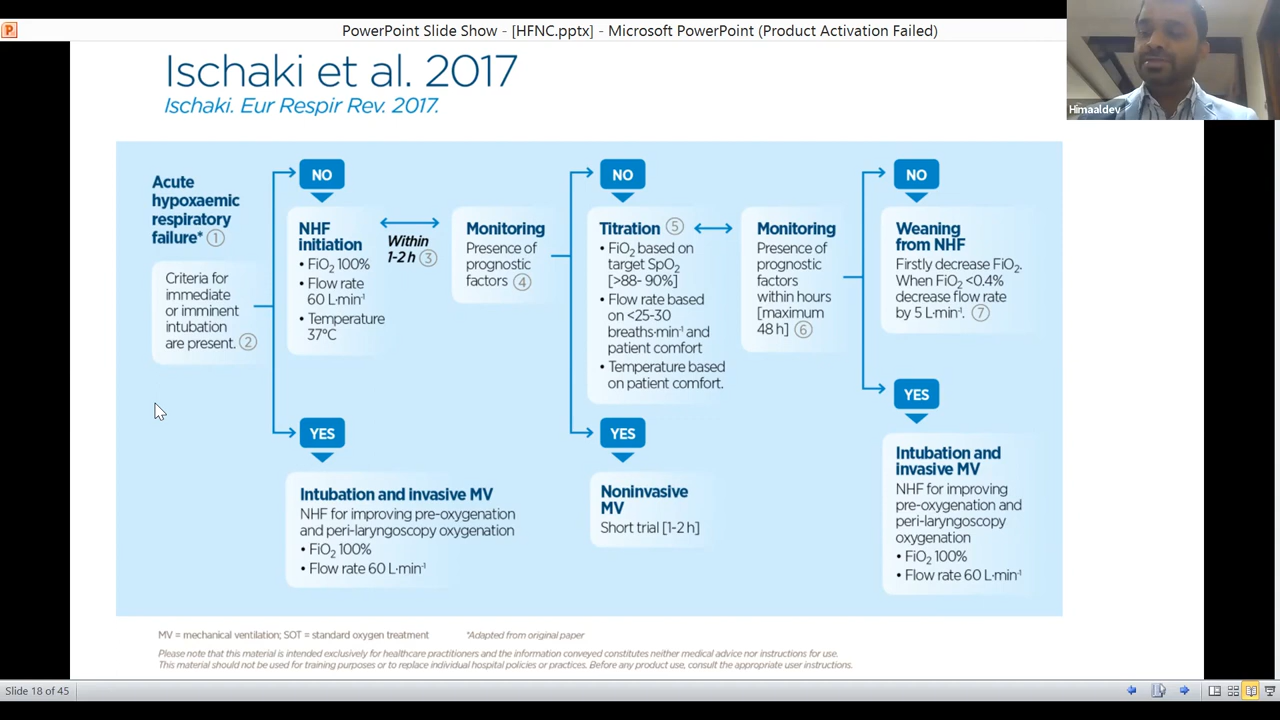 PowerPoint Slide Show - [HFNC.pptx] - Microsoft PowerPoint (Product Activation Failed)
Himaaldev
Ischaki et al. 2017
Ischaki. Eur Respir Rev. 2017.
Acute
hypoxaemic
respiratory
failure* 1
Criteria for
immediate
or imminent
intubation
are present. 2
NO
NHF
initiation
• FiO2 100%
• Flow rate
60 L·min-1
• Temperature
37°C
YES
Intubation and invasive MV
NHF for improving pre-oxygenation
and peri-laryngoscopy oxygenation
• FiO2 100%
• Flow rate 60 L·min-1
Within
1-2 h 3
Monitoring
Presence of
prognostic
factors 4
NO
Titration 5
• FiO2 based on
target SpO2
[>88- 90%]
• Flow rate based
on <25-30
breaths·min-1 and
patient comfort
• Temperature based
on patient comfort.
YES
Noninvasive
MV
Short trial [1-2 h]
Monitoring
Presence of
prognostic
factors
within hours
[maximum
48 h] 6
NO
Weaning
from NHF
Firstly decrease FiO2.
When FiO2 <0.4%
decrease flow rate
by 5 L·min-1. 7
YES
Intubation and
invasive MV
NHF for improving
pre-oxygenation and
peri-laryngoscopy
oxygenation
• FiO2 100%
• Flow rate 60 L·min-1
MV = mechanical ventilation; SOT = standard oxygen treatment *Adapted from original paper
Please note that this material is intended exclusively for healthcare practitioners and the information conveyed constitutes neither medical advice nor instructions for use.
This material should not be used for training purposes or to replace individual hospital policies or practices. Before any product use, consult the appropriate user instructions.
Slide 18 of 45